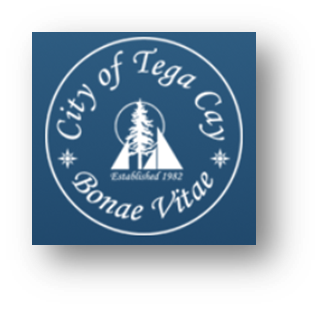 City of Tega Cay
Established 1982
Bonae Vitae